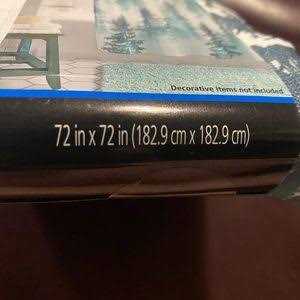 Decorative items not included
72 in x 72 in (182.9 cm x 182.9 cm)